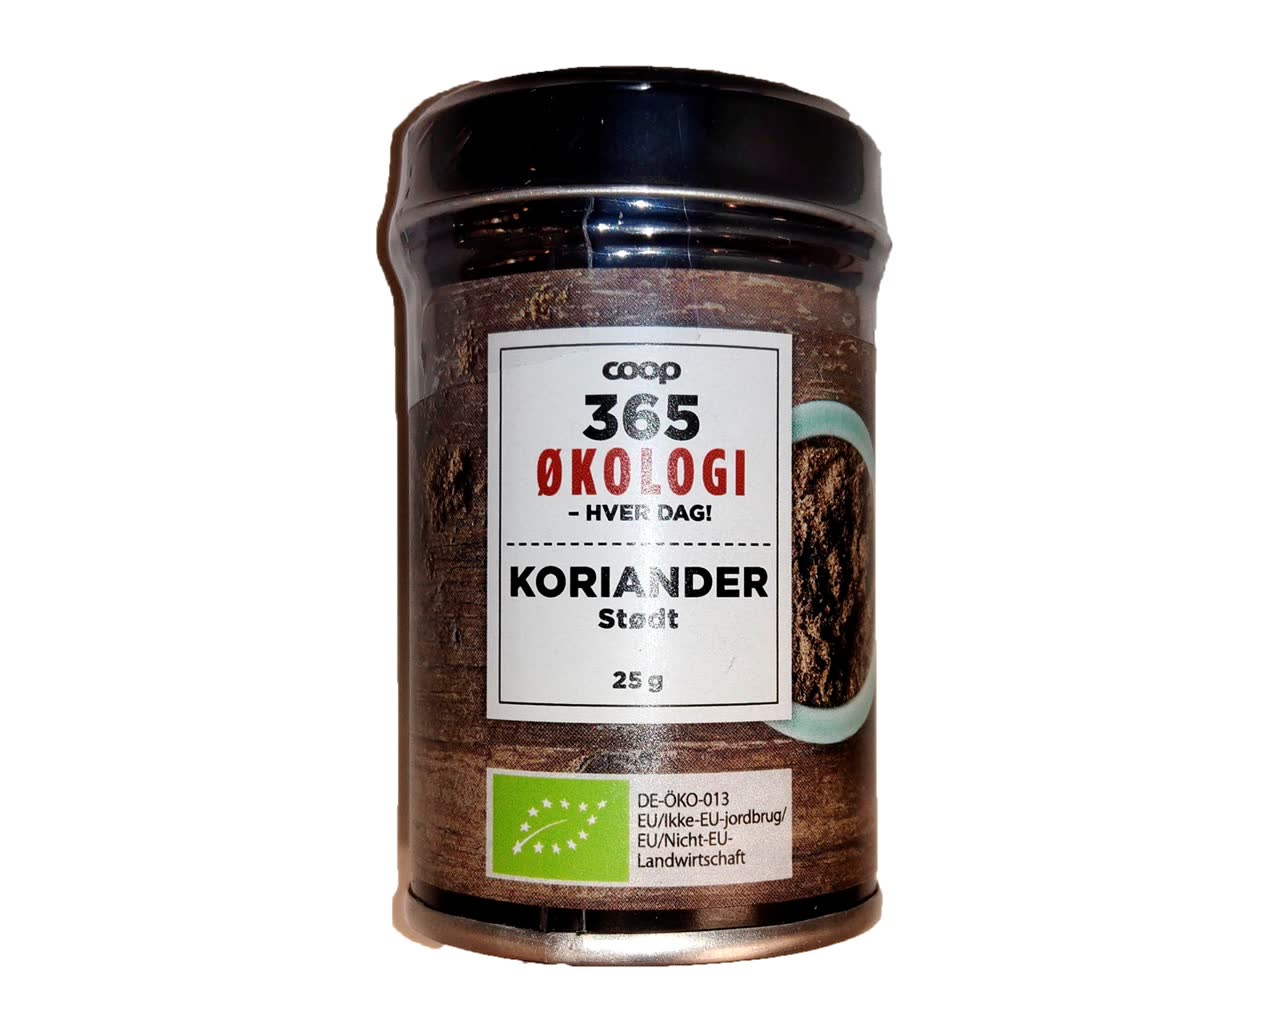 coop
365
ØKOLOGI
– HVER DAG!
KORIANDER
Stødt
25 g
DE-ÖKO-013
EU/Ikke-EU-jordbrug/
EU/Nicht-EU-
Landwirtschaft